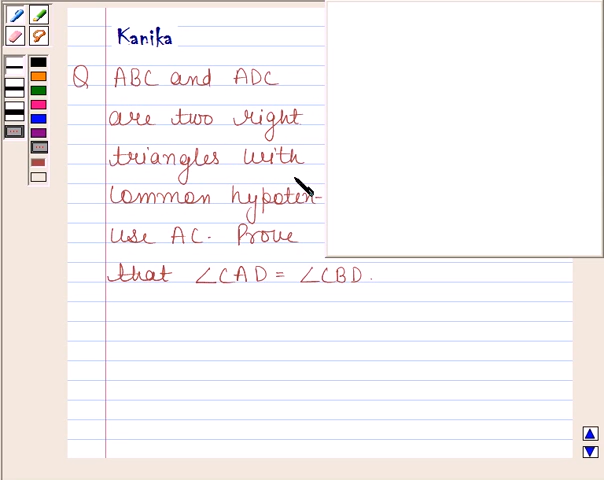 Kanika
Q ABC and ADC
are two right
triangles with
common hypoten-
use AC. Prove
that ∠CAD = ∠CBD.